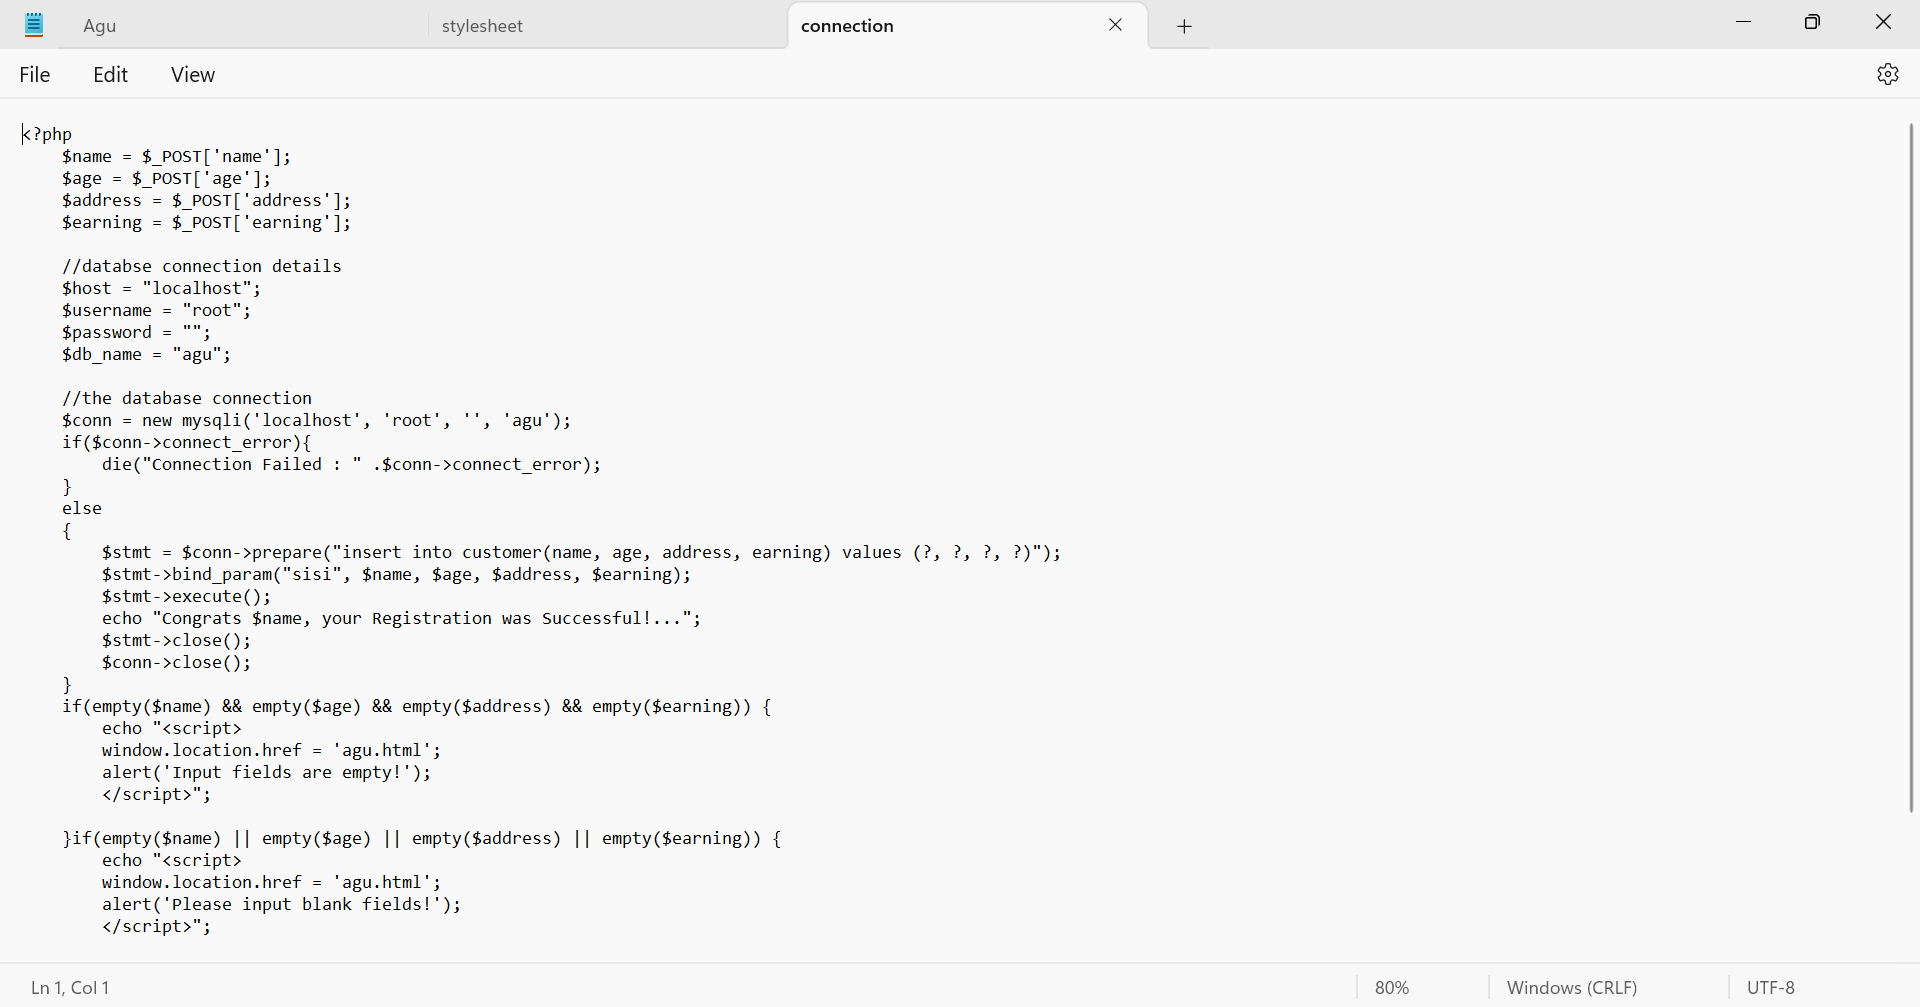 Agu
stylesheet
connection
File Edit View
<?php
$name = $_POST['name'];
$age = $_POST['age'];
$address = $_POST['address'];
$earning = $_POST['earning'];
//databse connection details
$host = "localhost";
$username = "root";
$password = "";
$db_name = "agu";
//the database connection
$conn = new mysqli('localhost', 'root', '', 'agu');
if($conn->connect_error){
die("Connection Failed : " .$conn->connect_error);
}
else
{
$stmt = $conn->prepare("insert into customer(name, age, address, earning) values (?, ?, ?, ?)");
$stmt->bind_param("sisi", $name, $age, $address, $earning);
$stmt->execute();
echo "Congrats $name, your Registration was Successful!...";
$stmt->close();
$conn->close();
}
if(empty($name) && empty($age) && empty($address) && empty($earning)) {
echo "<script>
window.location.href = 'agu.html';
alert('Input fields are empty!');
</script>";
}if(empty($name) || empty($age) || empty($address) || empty($earning)) {
echo "<script>
window.location.href = 'agu.html';
alert('Please input blank fields!');
</script>";
Ln 1, Col 1
80%
Windows (CRLF)
UTF-8